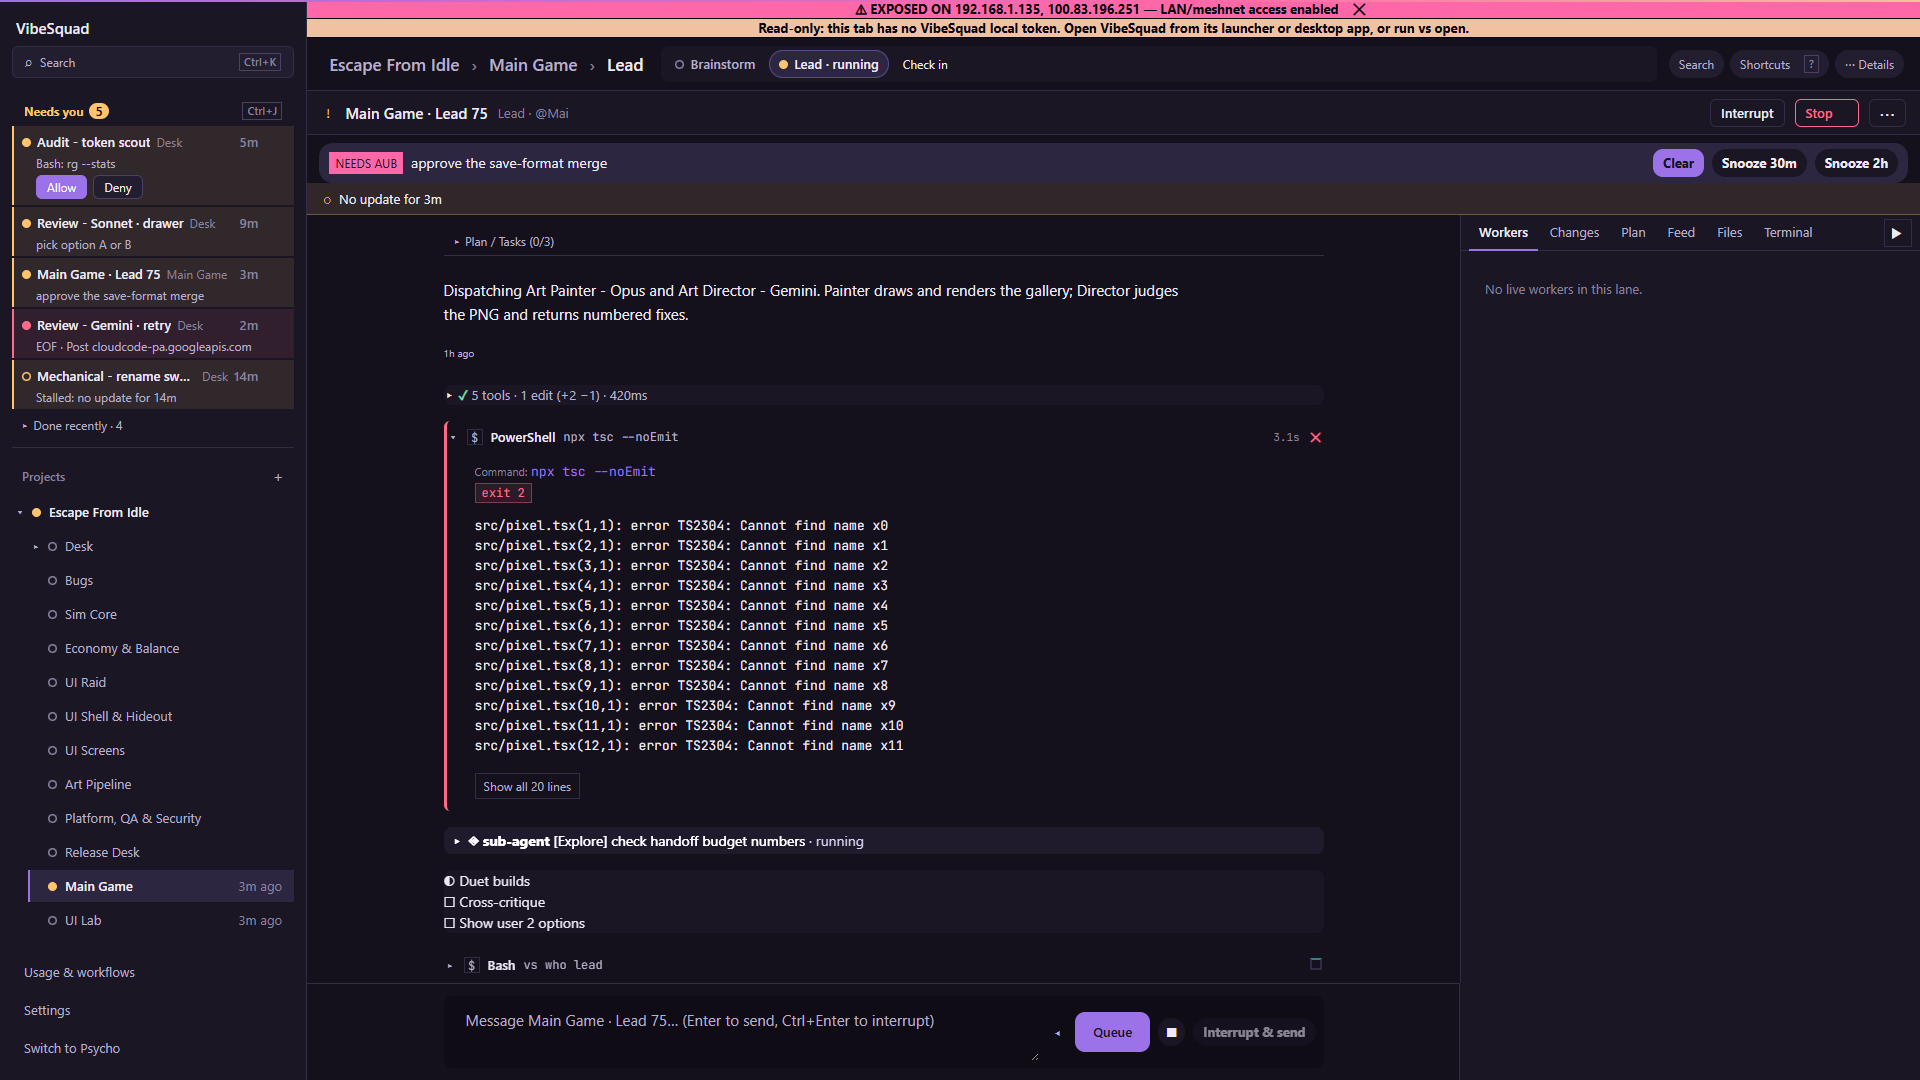 ⚠ EXPOSED ON 192.168.1.135, 100.83.196.251 — LAN/meshnet access enabled
Read-only: this tab has no VibeSquad local token. Open VibeSquad from its launcher or desktop app, or run vs open.
VibeSquad
Search Ctrl+K
Needs you 5 Ctrl+J
Audit - token scout Desk 5m
Bash: rg --stats
Allow Deny
Review - Sonnet · drawer Desk 9m
pick option A or B
Main Game · Lead 75 Main Game 3m
approve the save-format merge
Review - Gemini · retry Desk 2m
EOF · Post cloudcode-pa.googleapis.com
Mechanical - rename sw... Desk 14m
Stalled: no update for 14m
Done recently · 4
Projects +
Escape From Idle
Desk
Bugs
Sim Core
Economy & Balance
UI Raid
UI Shell & Hideout
UI Screens
Art Pipeline
Platform, QA & Security
Release Desk
Main Game 3m ago
UI Lab 3m ago
Usage & workflows
Settings
Switch to Psycho
Escape From Idle › Main Game › Lead
Brainstorm
Lead · running
Check in
Search
Shortcuts ?
··· Details
! Main Game · Lead 75 Lead · @Mai
Interrupt
Stop
...
NEEDS AUB approve the save-format merge
Clear
Snooze 30m
Snooze 2h
No update for 3m
Plan / Tasks (0/3)
Dispatching Art Painter - Opus and Art Director - Gemini. Painter draws and renders the gallery; Director judges
the PNG and returns numbered fixes.
1h ago
✓ 5 tools · 1 edit (+2 −1) · 420ms
$ PowerShell npx tsc --noEmit 3.1s
Command: npx tsc --noEmit
exit 2
src/pixel.tsx(1,1): error TS2304: Cannot find name x0
src/pixel.tsx(2,1): error TS2304: Cannot find name x1
src/pixel.tsx(3,1): error TS2304: Cannot find name x2
src/pixel.tsx(4,1): error TS2304: Cannot find name x3
src/pixel.tsx(5,1): error TS2304: Cannot find name x4
src/pixel.tsx(6,1): error TS2304: Cannot find name x5
src/pixel.tsx(7,1): error TS2304: Cannot find name x6
src/pixel.tsx(8,1): error TS2304: Cannot find name x7
src/pixel.tsx(9,1): error TS2304: Cannot find name x8
src/pixel.tsx(10,1): error TS2304: Cannot find name x9
src/pixel.tsx(11,1): error TS2304: Cannot find name x10
src/pixel.tsx(12,1): error TS2304: Cannot find name x11
Show all 20 lines
sub-agent [Explore] check handoff budget numbers · running
Duet builds
Cross-critique
Show user 2 options
$ Bash vs who lead
Message Main Game · Lead 75... (Enter to send, Ctrl+Enter to interrupt)
Queue
Interrupt & send
Workers
Changes
Plan
Feed
Files
Terminal
No live workers in this lane.